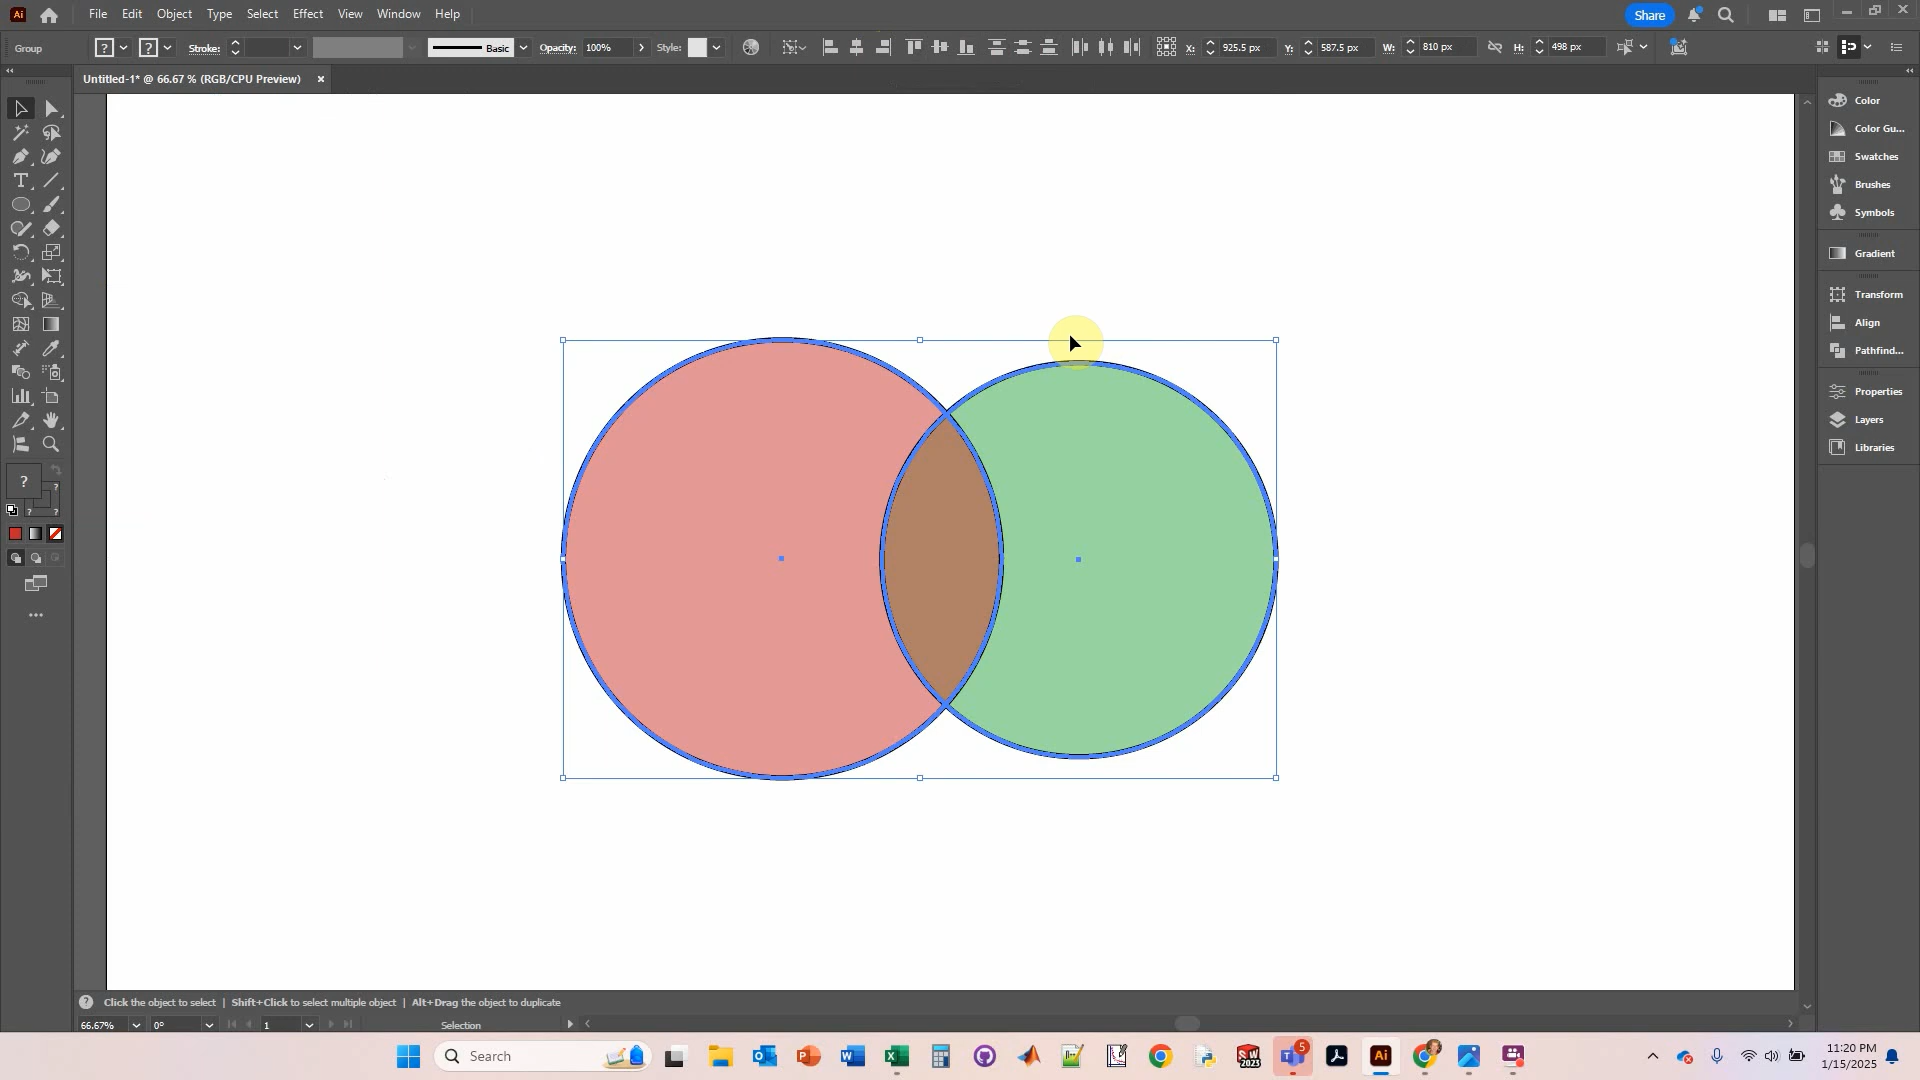 Ai File Edit Object Type Select Effect View Window Help Share
Group ? ? Stroke: Basic Opacity: 100% Style: X: 925.5 px Y: 587.5 px W: 810 px H: 498 px
Untitled-1* @ 66.67 % (RGB/CPU Preview) ×
Color
Color Gu...
Swatches
Brushes
Symbols
Gradient
Transform
Align
Pathfind...
Properties
Layers
Libraries
T
? ?
? ?
? Click the object to select | Shift+Click to select multiple object | Alt+Drag the object to duplicate
66.67% 0° 1 Selection
Search 5 Ai 11:20 PM
1/15/2025